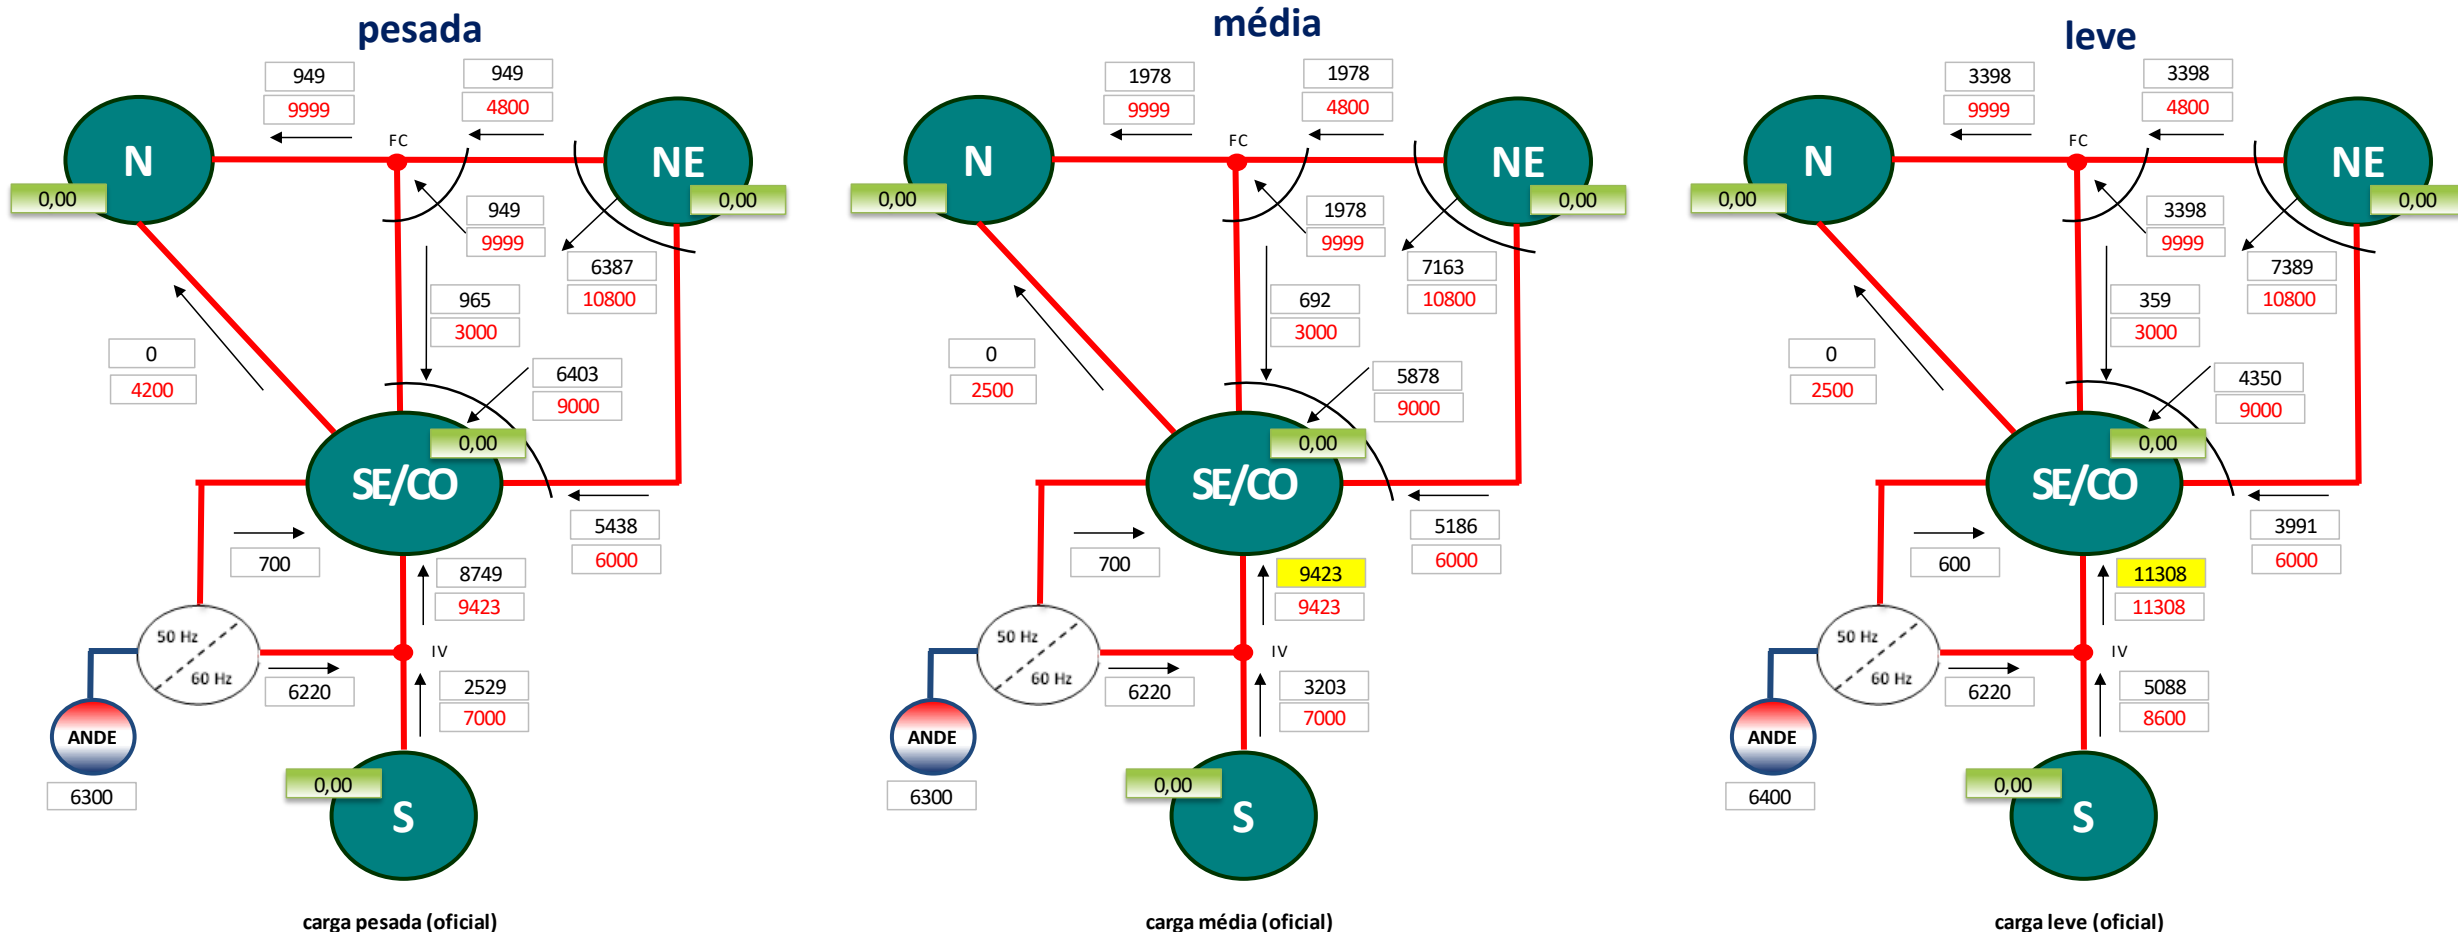 pesada
949
949
9999
4800
FC
N
NE
0,00
0,00
949
9999
6387
10800
965
3000
0
4200
6403
9000
0,00
SE/CO
5438
6000
700
8749
9423
50 Hz
60 Hz
IV
6220
2529
7000
ANDE
6300
0,00
S
carga pesada (oficial)
média
1978
1978
9999
4800
FC
N
NE
0,00
0,00
1978
9999
7163
10800
692
3000
0
2500
5878
9000
0,00
SE/CO
5186
6000
700
9423
9423
50 Hz
60 Hz
IV
6220
3203
7000
ANDE
6300
0,00
S
carga média (oficial)
leve
3398
3398
9999
4800
FC
N
NE
0,00
0,00
3398
9999
7389
10800
359
3000
0
2500
4350
9000
0,00
SE/CO
3991
6000
600
11308
11308
50 Hz
60 Hz
IV
6220
5088
8600
ANDE
6400
0,00
S
carga leve (oficial)